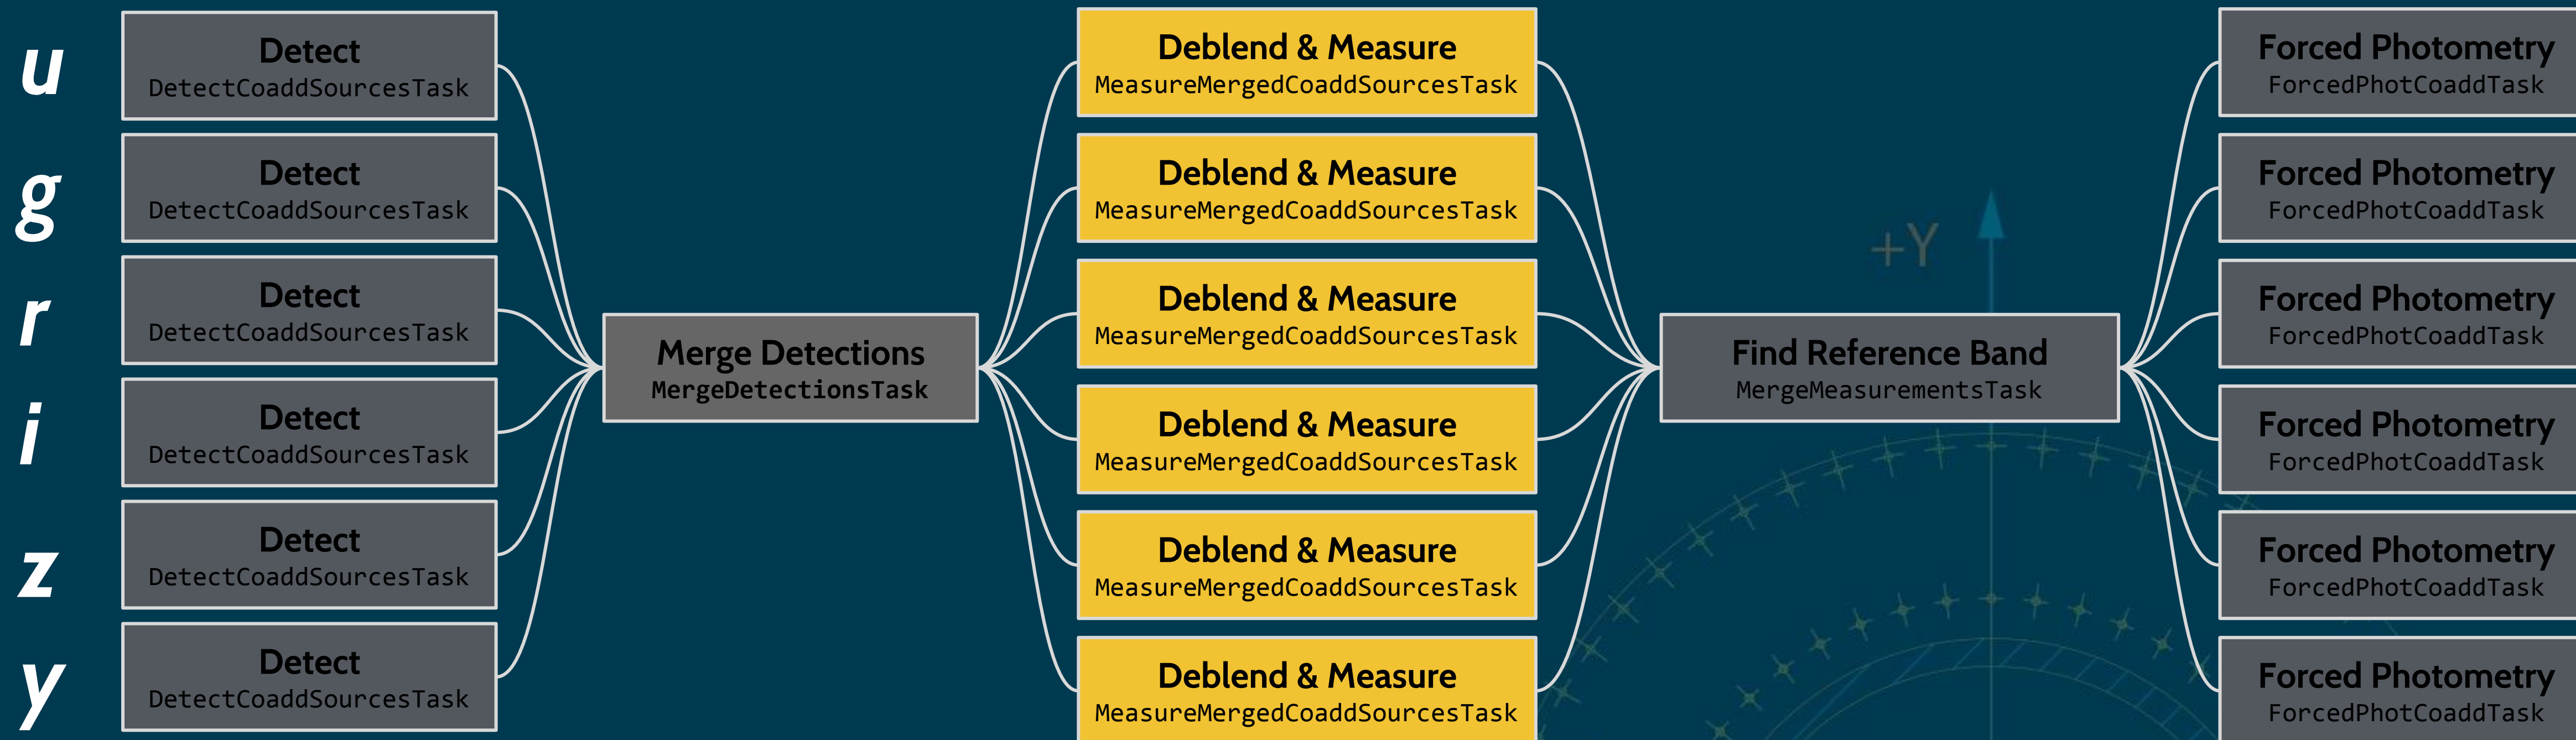 u
Detect
DetectCoaddSourcesTask
g
Detect
DetectCoaddSourcesTask
r
Detect
DetectCoaddSourcesTask
i
Detect
DetectCoaddSourcesTask
z
Detect
DetectCoaddSourcesTask
y
Detect
DetectCoaddSourcesTask
Merge Detections
MergeDetectionsTask
Deblend & Measure
MeasureMergedCoaddSourcesTask
Deblend & Measure
MeasureMergedCoaddSourcesTask
Deblend & Measure
MeasureMergedCoaddSourcesTask
Deblend & Measure
MeasureMergedCoaddSourcesTask
Deblend & Measure
MeasureMergedCoaddSourcesTask
Deblend & Measure
MeasureMergedCoaddSourcesTask
+Y
Find Reference Band
MergeMeasurementsTask
Forced Photometry
ForcedPhotCoaddTask
Forced Photometry
ForcedPhotCoaddTask
Forced Photometry
ForcedPhotCoaddTask
Forced Photometry
ForcedPhotCoaddTask
Forced Photometry
ForcedPhotCoaddTask
Forced Photometry
ForcedPhotCoaddTask